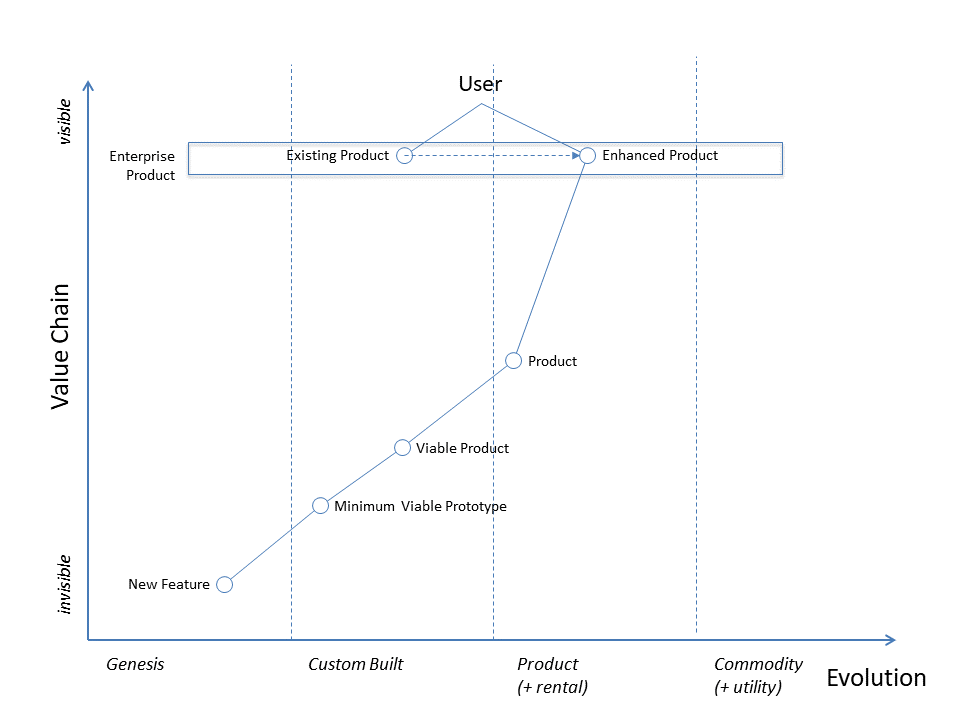 User
visible
Enterprise
Product
Existing Product
Enhanced Product
Value Chain
Product
Viable Product
Minimum Viable Prototype
New Feature
invisible
Genesis
Custom Built
Product
(+ rental)
Commodity
(+ utility)
Evolution